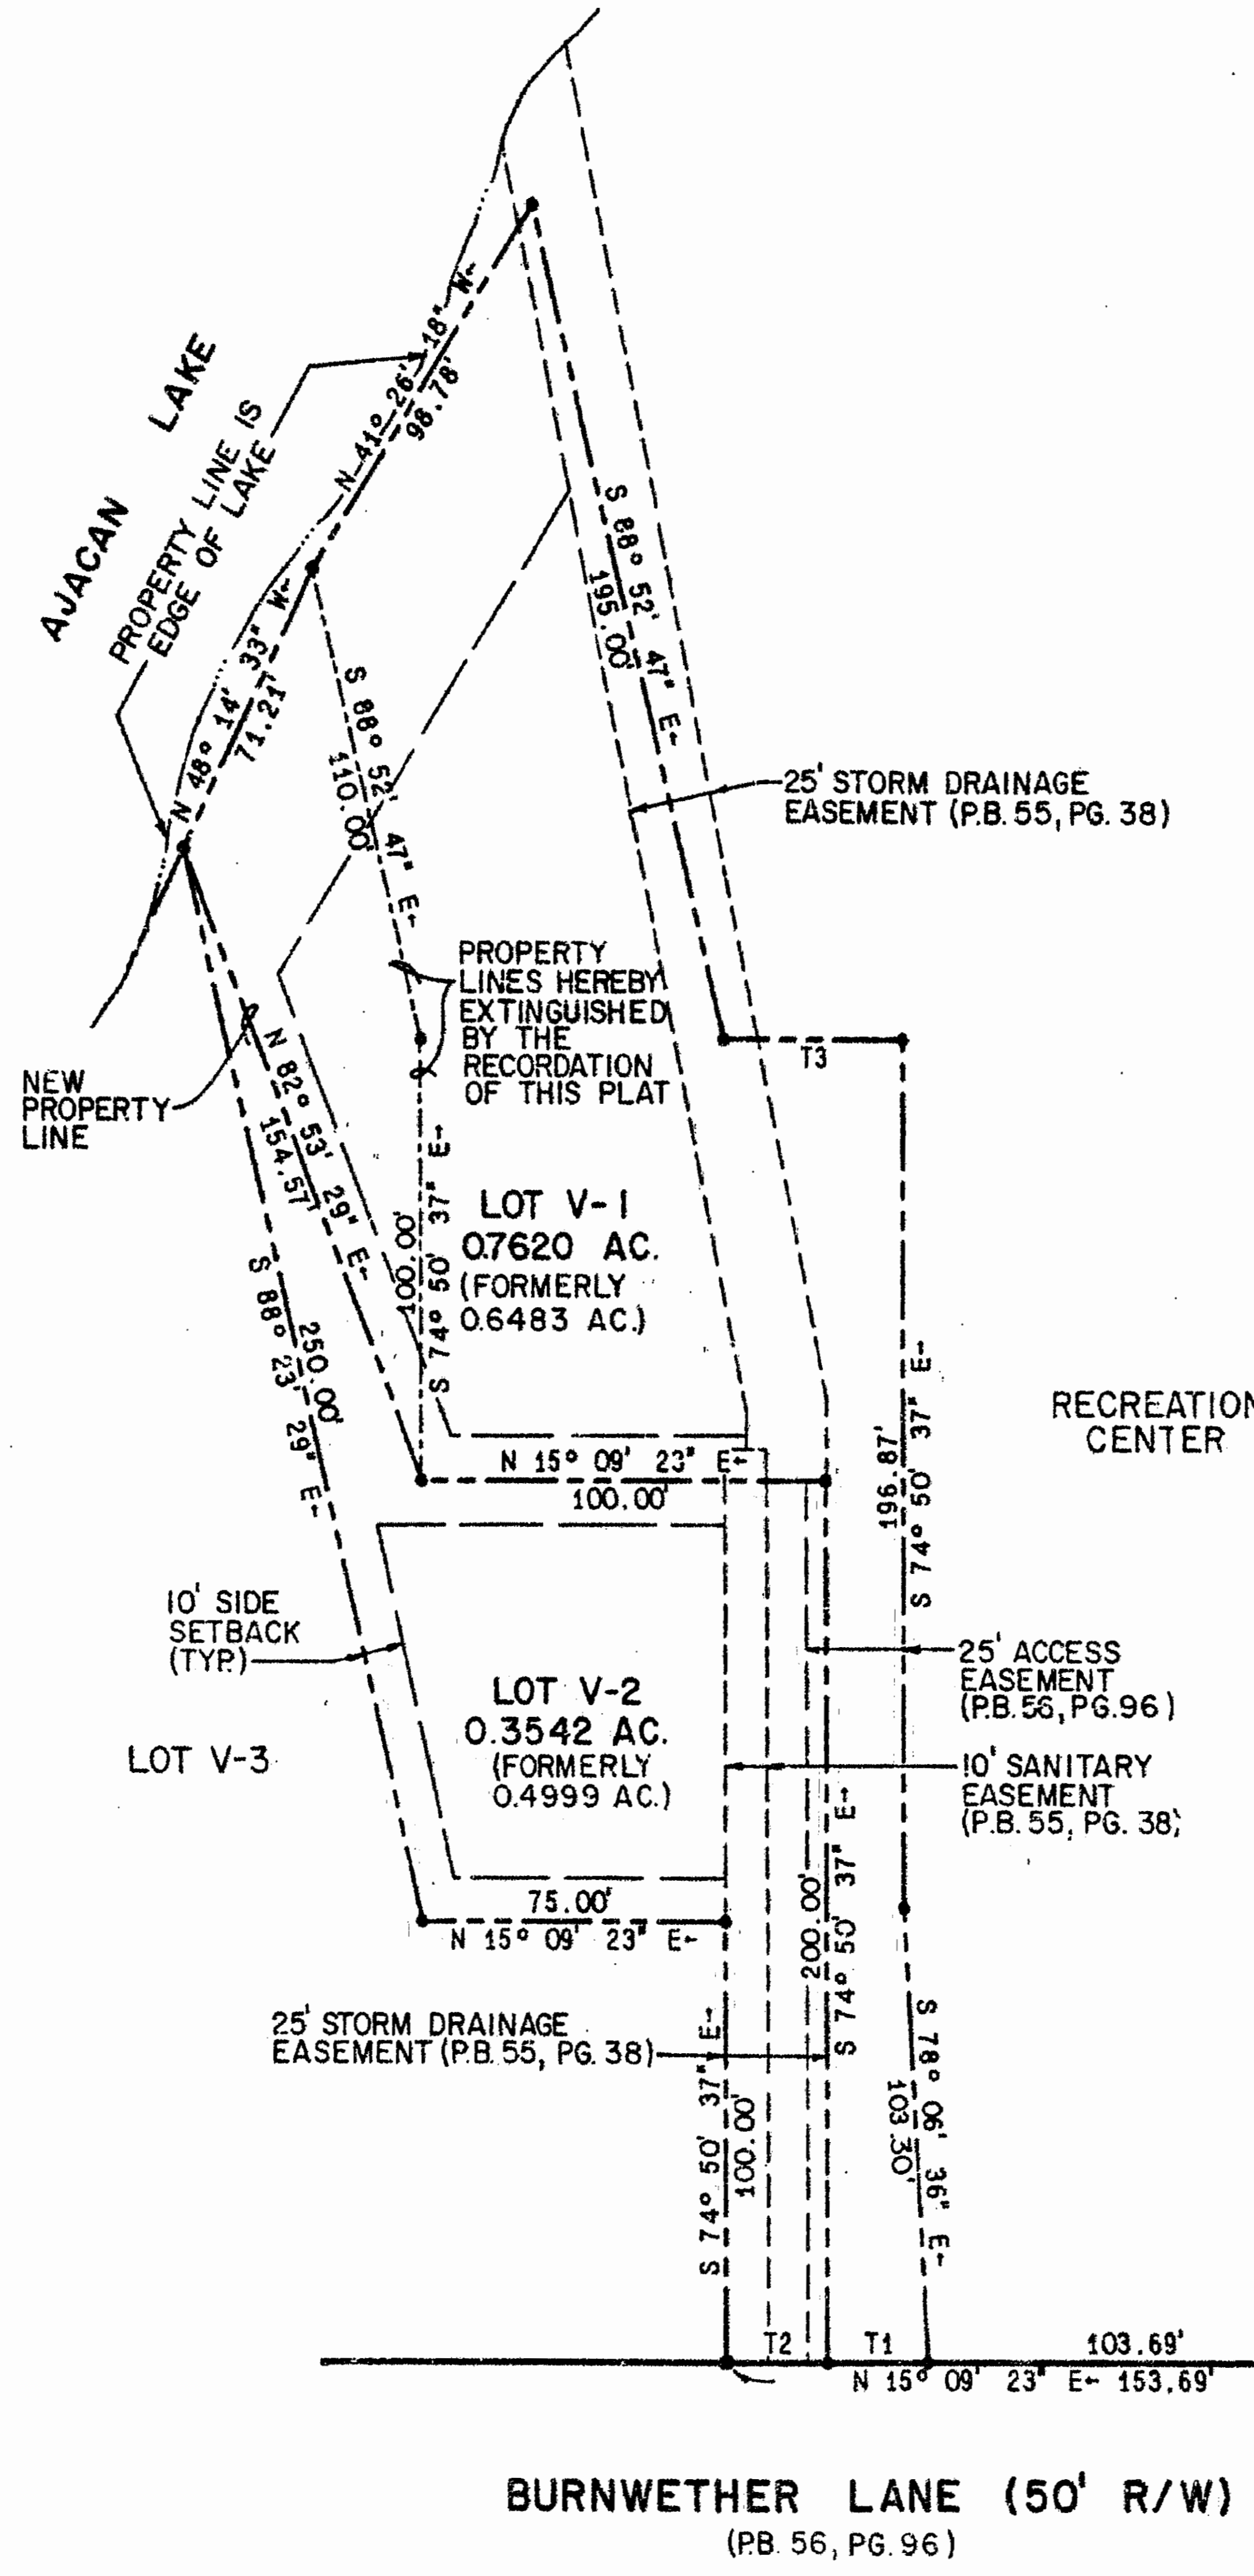 AJACAN LAKE
PROPERTY LINE IS
EDGE OF LAKE
N 41° 26' 18" W
98.78'
N 48° 14' 33" W
71.21'
S 88° 52' 47" E
110.00'
S 88° 52' 47" E
195.00'
25' STORM DRAINAGE
EASEMENT (P.B. 55, PG. 38)
PROPERTY
LINES HEREBY
EXTINGUISHED
BY THE
RECORDATION
OF THIS PLAT
T3
NEW
PROPERTY
LINE
N 82° 53' 29" E
154.57'
S 88° 23' 29" E
250.00'
100.00'
S 74° 50' 37" E
LOT V-1
0.7620 AC.
(FORMERLY
0.6483 AC.)
196.87'
S 74° 50' 37" E
RECREATION
CENTER
N 15° 09' 23" E
100.00'
10' SIDE
SETBACK
(TYP.)
LOT V-2
0.3542 AC.
(FORMERLY
0.4999 AC.)
LOT V-3
25' ACCESS
EASEMENT
(P.B. 56, PG. 96)
10' SANITARY
EASEMENT
(P.B. 55, PG. 38)
75.00'
N 15° 09' 23" E
200.00'
S 74° 50' 37" E
25' STORM DRAINAGE
EASEMENT (P.B. 55, PG. 38)
S 74° 50' 37" E
100.00'
S 78° 06' 36" E
103.30'
T2 T1 103.69'
N 15° 09' 23" E 153.69'
BURNWETHER LANE (50' R/W)
(P.B. 56, PG. 96)